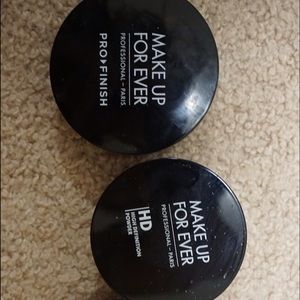 MAKE UP
FOR EVER
PROFESSIONAL – PARIS
PRO FINISH
MAKE UP
FOR EVER
PROFESSIONAL – PARIS
HD
HIGH DEFINITION
POWDER